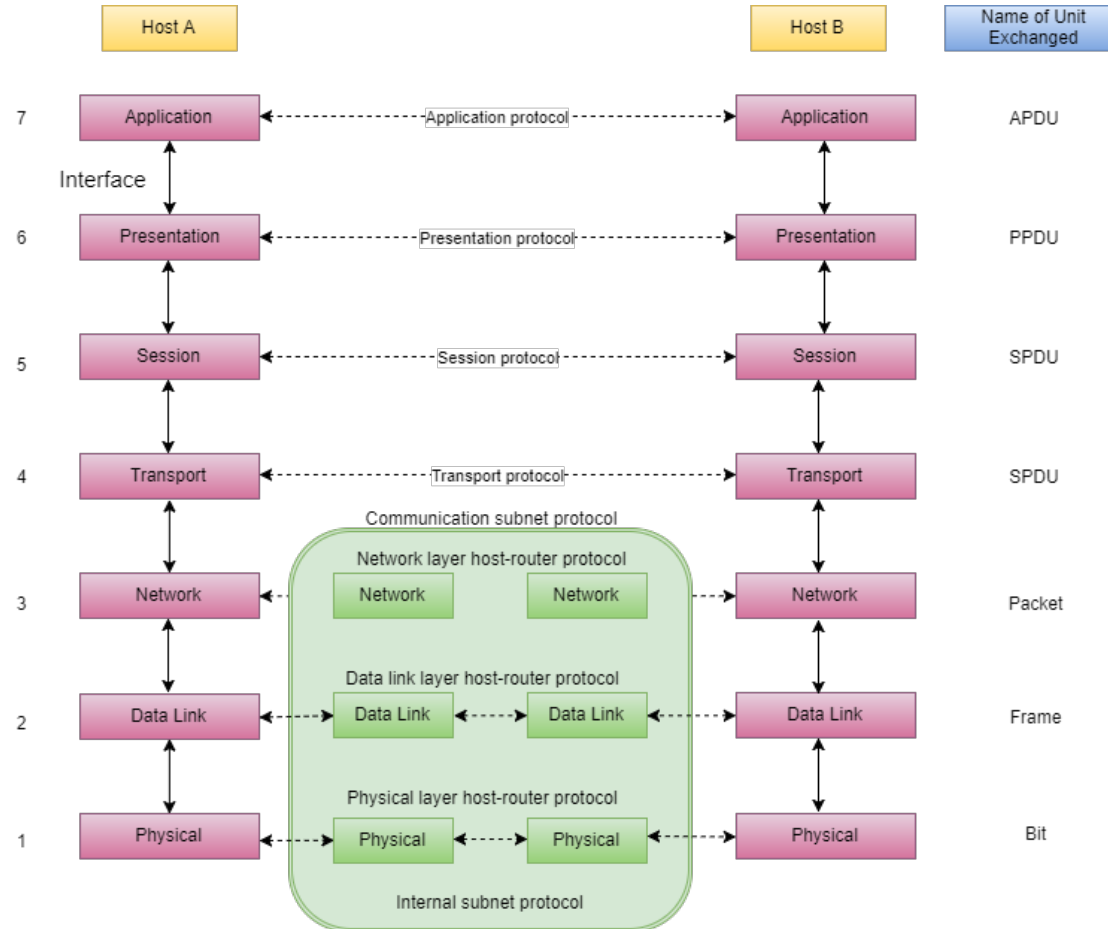 Host A
Host B
Name of Unit
Exchanged
7
Application
Application protocol
Application
APDU
Interface
6
Presentation
Presentation protocol
Presentation
PPDU
5
Session
Session protocol
Session
SPDU
4
Transport
Transport protocol
Transport
SPDU
Communication subnet protocol
Network layer host-router protocol
3
Network
Network
Network
Network
Packet
Data link layer host-router protocol
2
Data Link
Data Link
Data Link
Data Link
Frame
Physical layer host-router protocol
1
Physical
Physical
Physical
Physical
Bit
Internal subnet protocol